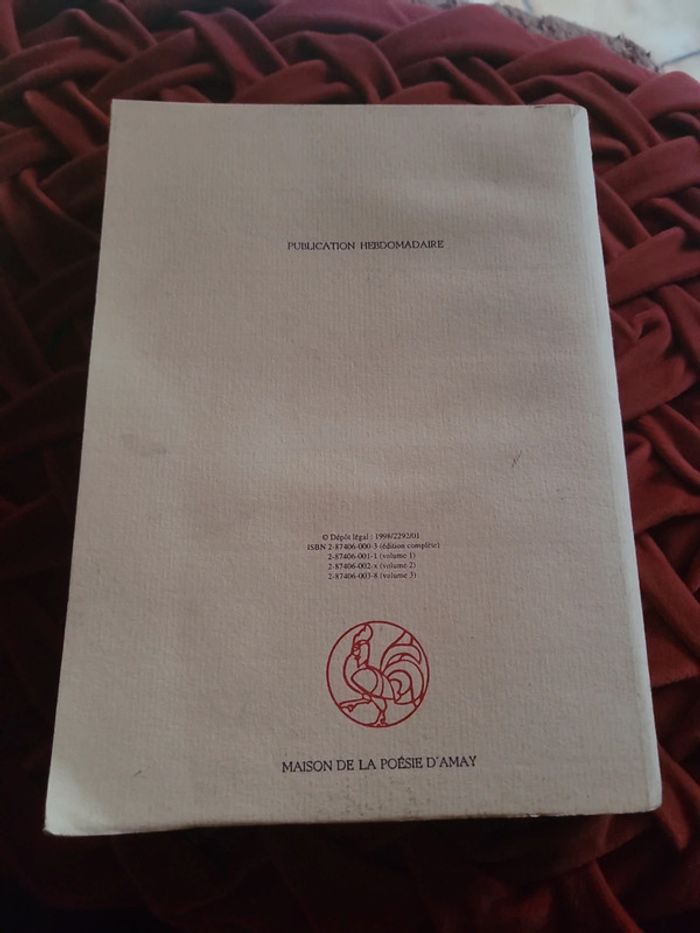 PUBLICATION HEBDOMADAIRE
© Dépôt légal : 1998/2292/01
ISBN 2-87406-000-3 (édition complète)
2-87406-001-1 (volume 1)
2-87406-002-x (volume 2)
2-87406-003-8 (volume 3)
MAISON DE LA POÉSIE D'AMAY